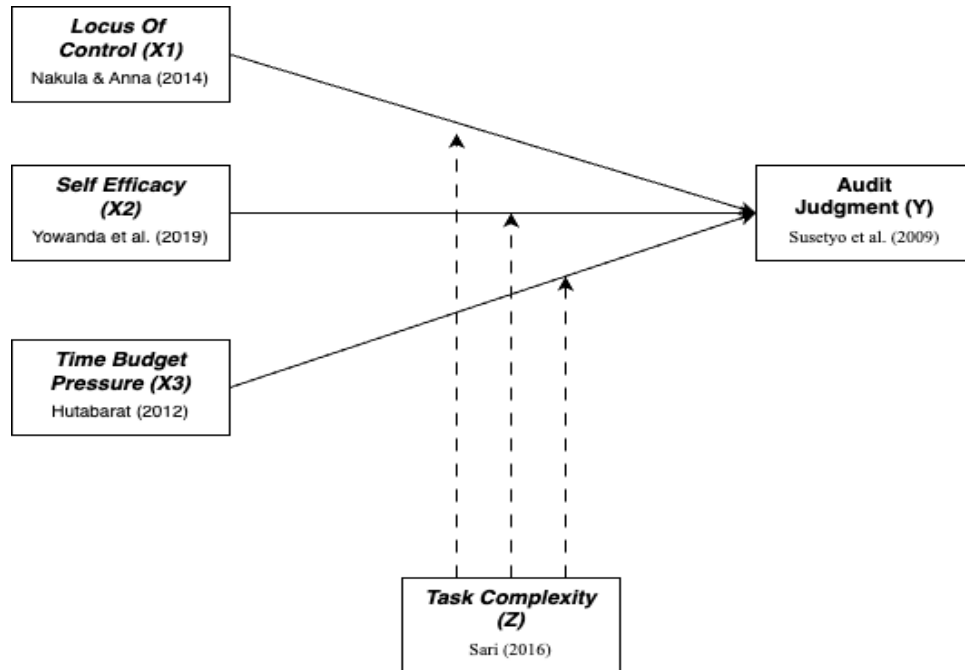 Locus Of
Control (X1)
Nakula & Anna (2014)
Self Efficacy
(X2)
Yowanda et al. (2019)
Audit
Judgment (Y)
Susetyo et al. (2009)
Time Budget
Pressure (X3)
Hutabarat (2012)
Task Complexity
(Z)
Sari (2016)